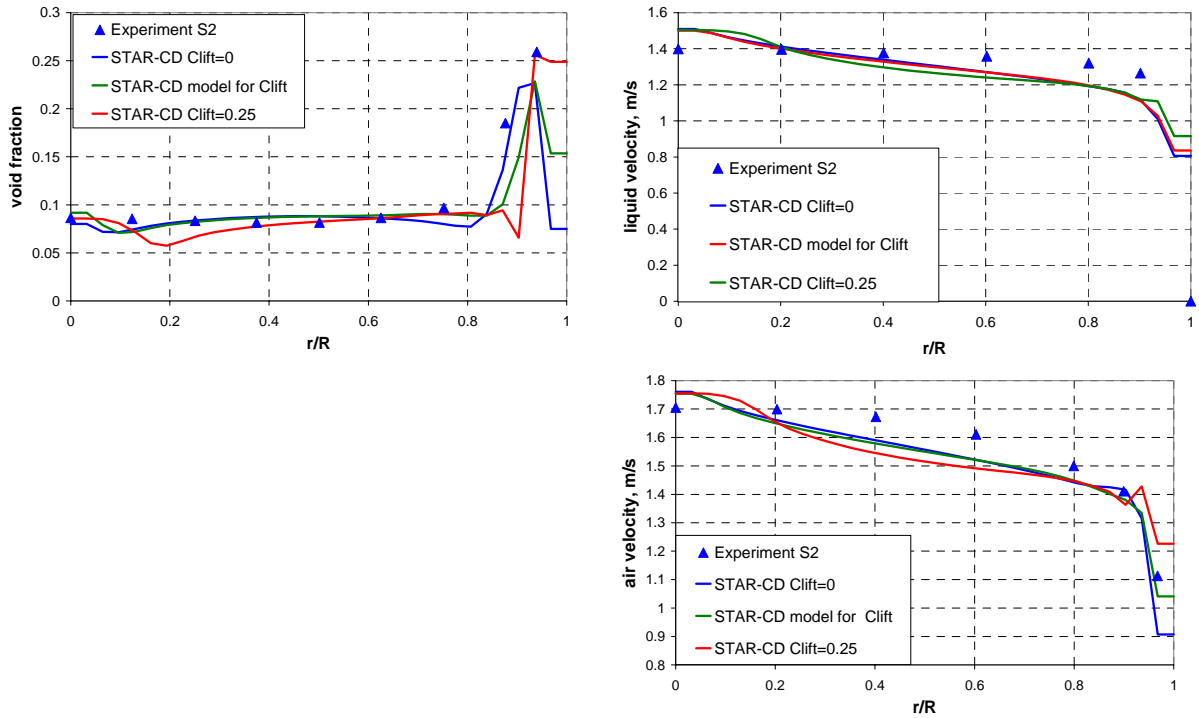 void fraction
0.3
0.25
0.2
0.15
0.1
0.05
0
Experiment S2
STAR-CD Clift=0
STAR-CD model for Clift
STAR-CD Clift=0.25
0 0.2 0.4 0.6 0.8 1
r/R
liquid velocity, m/s
1.6
1.4
1.2
1
0.8
0.6
0.4
0.2
0
Experiment S2
STAR-CD Clift=0
STAR-CD model for Clift
STAR-CD Clift=0.25
0 0.2 0.4 0.6 0.8 1
r/R
air velocity, m/s
1.8
1.7
1.6
1.5
1.4
1.3
1.2
1.1
1
0.9
0.8
Experiment S2
STAR-CD Clift=0
STAR-CD model for Clift
STAR-CD Clift=0.25
0 0.2 0.4 0.6 0.8 1
r/R